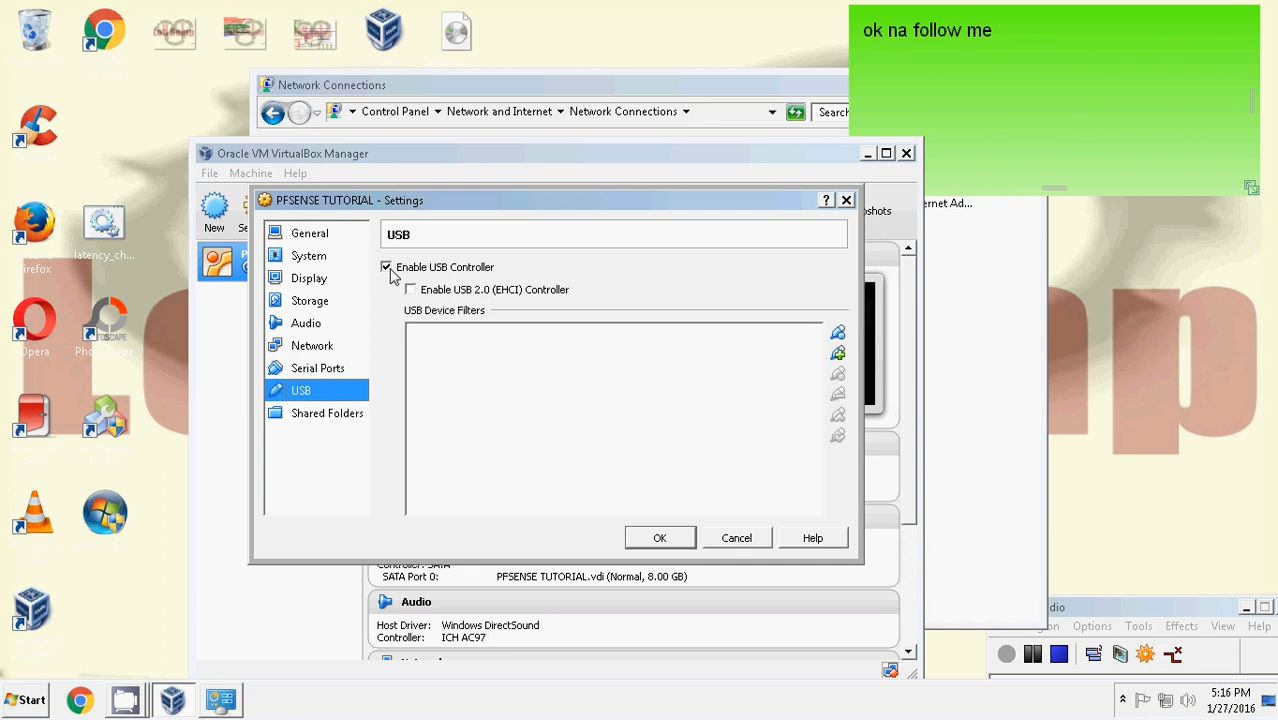 ok na follow me
Network Connections
Control Panel
Network and Internet
Network Connections
Search
Oracle VM VirtualBox Manager
File
Machine
Help
New
PFSENSE TUTORIAL - Settings
General
System
Display
Storage
Audio
Network
Serial Ports
USB
Shared Folders
USB
Enable USB Controller
Enable USB 2.0 (EHCI) Controller
USB Device Filters
OK
Cancel
Help
SATA Port 0:
PFSENSE TUTORIAL.vdi (Normal, 8.00 GB)
Audio
Host Driver:
Windows DirectSound
Controller:
ICH AC97
latency_ch...
Opera
Options
Tools
Effects
View
Help
Start
5:16 PM
1/27/2016